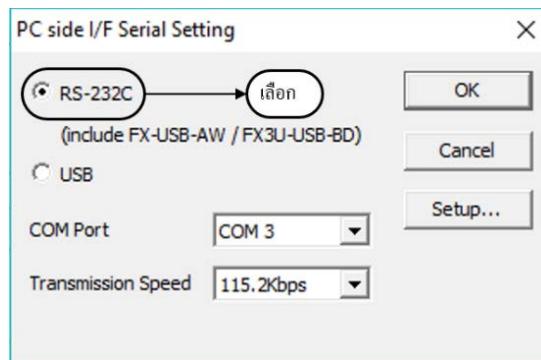 PC side I/F Serial Setting
RS-232C
เลือก
OK
(include FX-USB-AW / FX3U-USB-BD)
Cancel
USB
Setup...
COM Port
COM 3
Transmission Speed
115.2Kbps